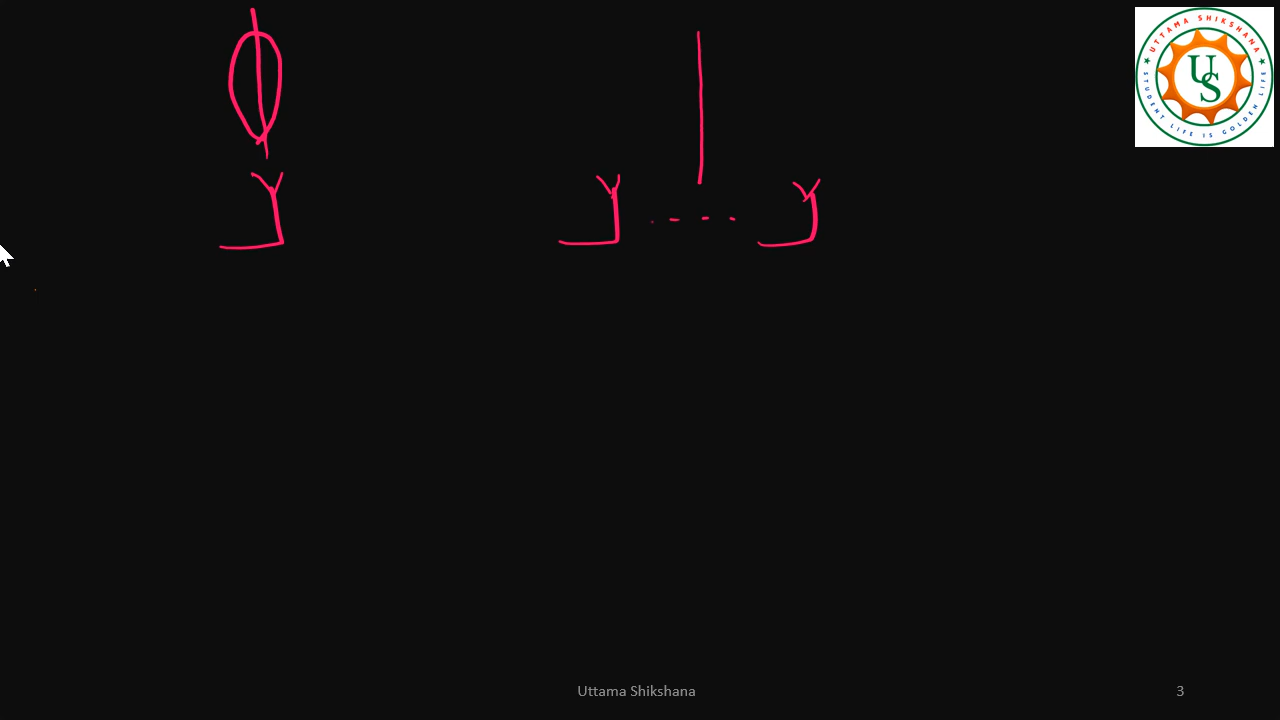 UTTAMA SHIKSHANA
US
STUDENT LIFE IS GOLDEN LIFE
Uttama Shikshana
3